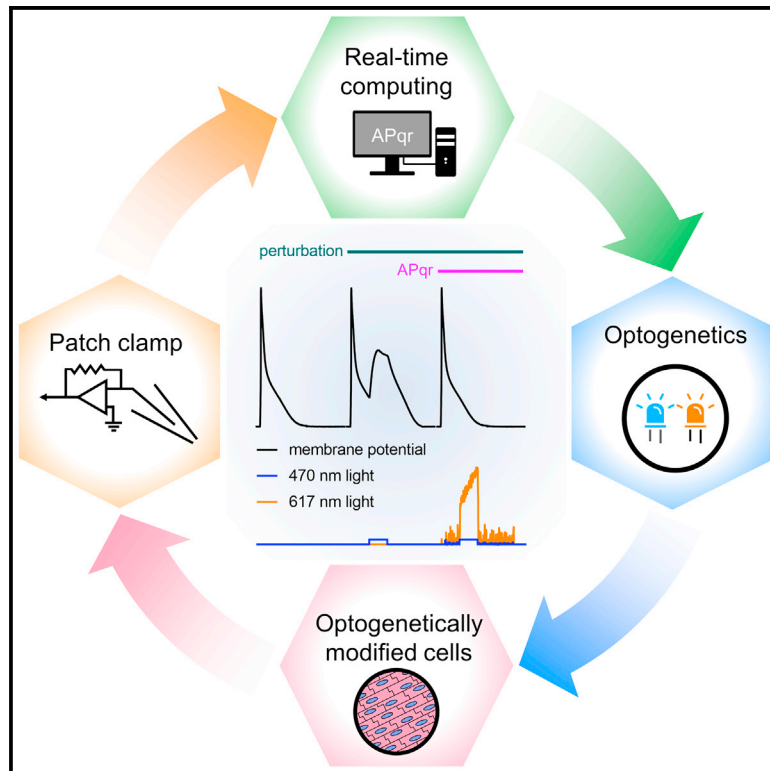 Real-time
computing
APqr
perturbation
APqr
Patch clamp
Optogenetics
membrane potential
470 nm light
617 nm light
Optogenetically
modified cells